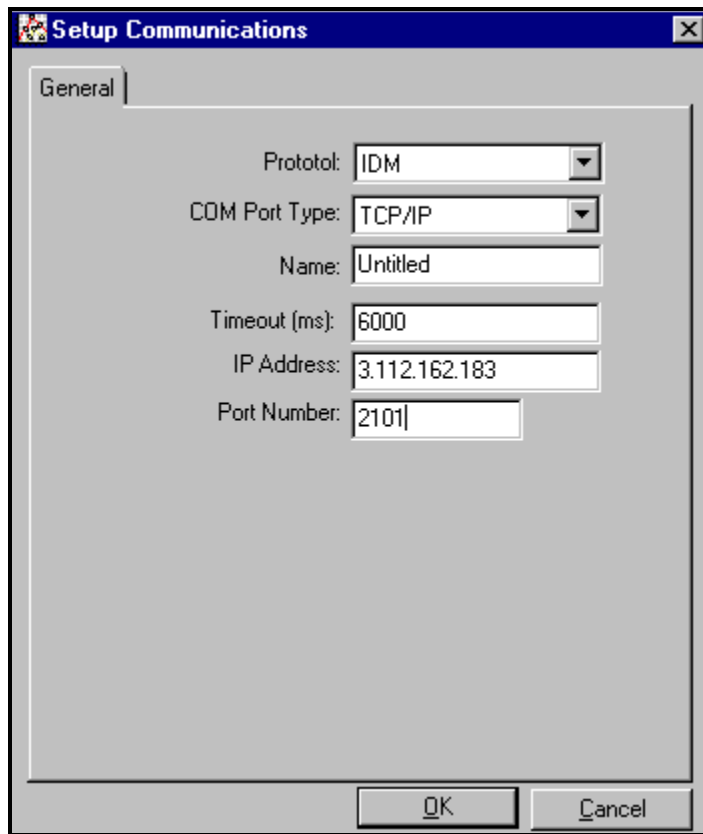 Setup Communications
General
Prototol: IDM
COM Port Type: TCP/IP
Name: Untitled
Timeout (ms): 6000
IP Address: 3.112.162.183
Port Number: 2101
OK Cancel